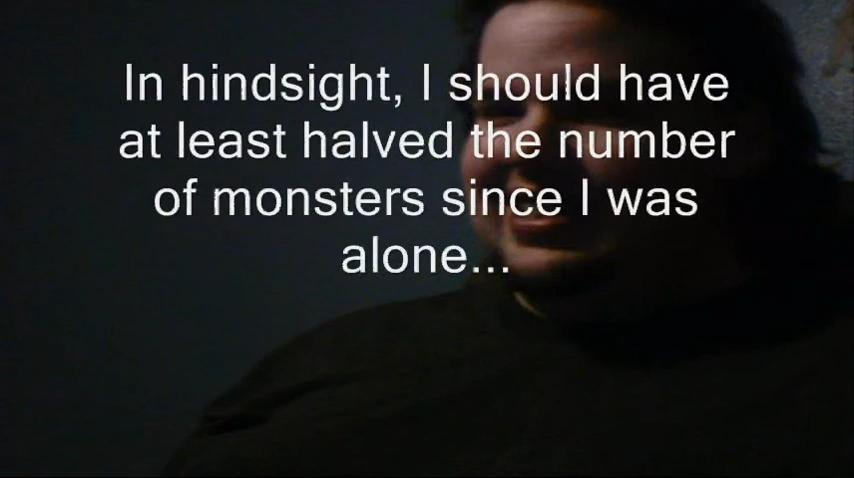 In hindsight, I should have
at least halved the number
of monsters since I was
alone...